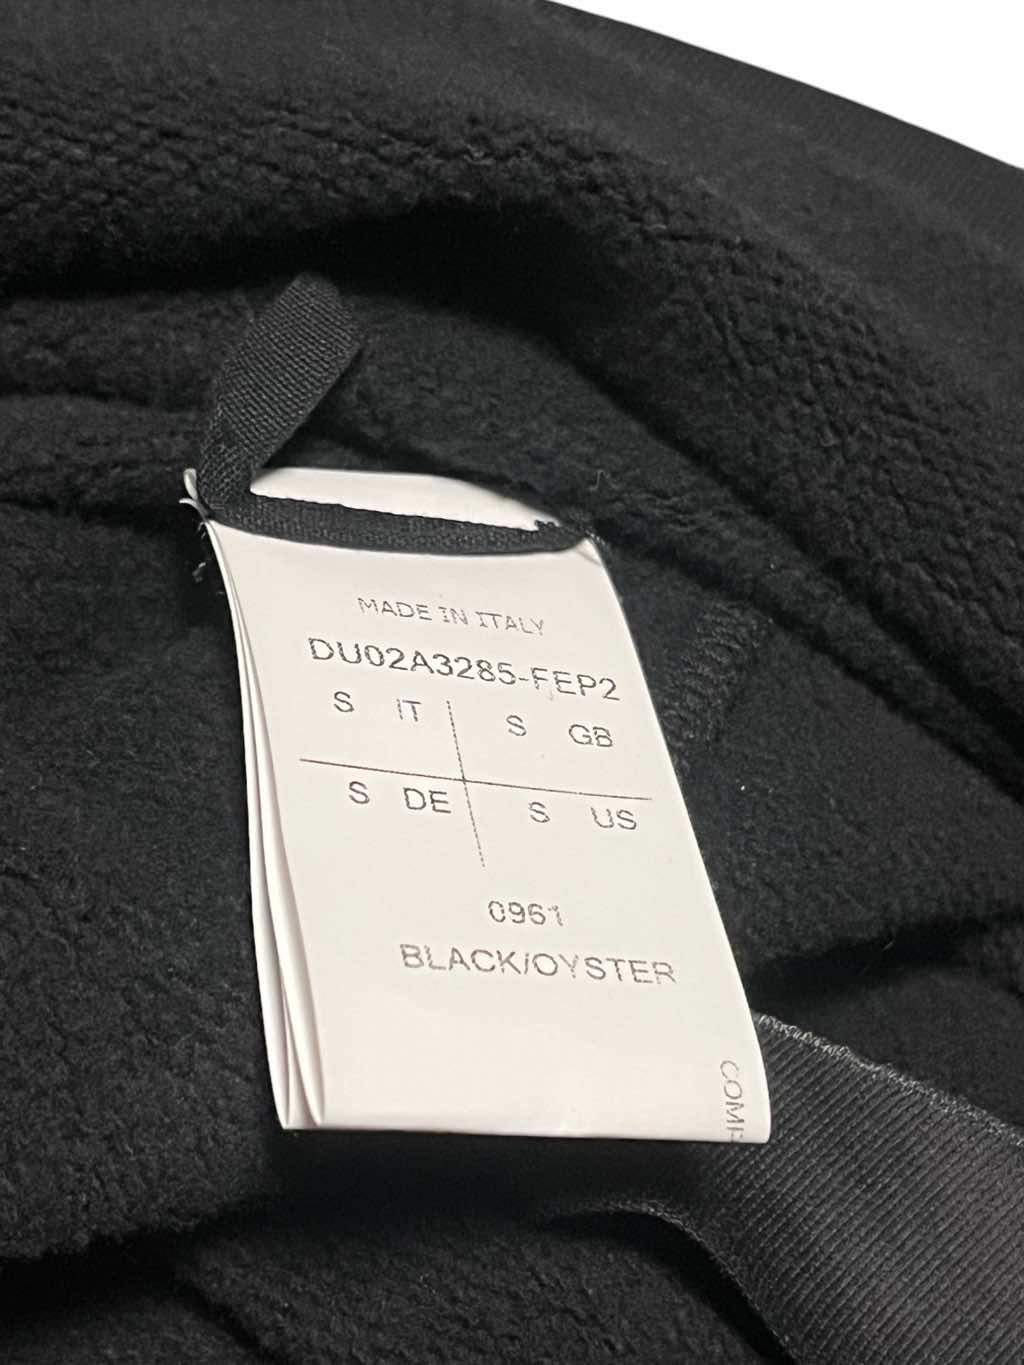 MADE IN ITALY
DU02A3285-FEP2
S IT S GB
S DE S US
0961
BLACK/OYSTER